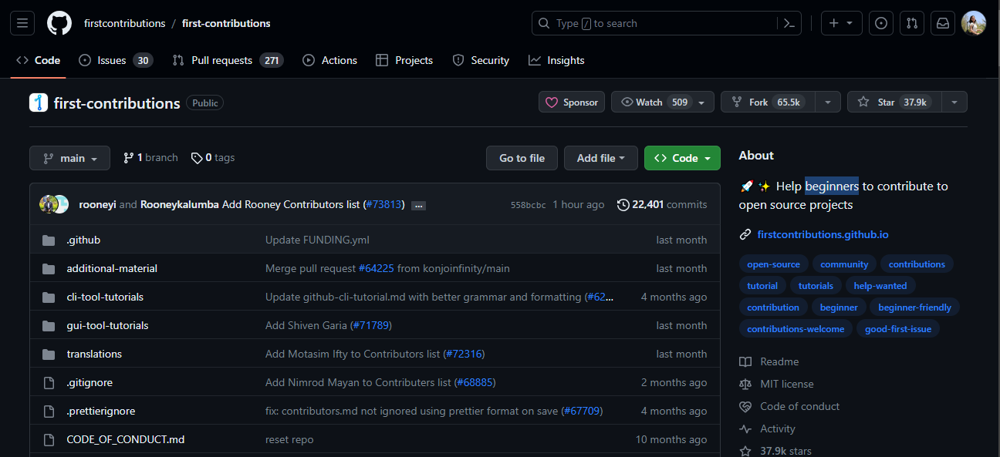 firstcontributions / first-contributions
Type / to search
Code Issues 30 Pull requests 271 Actions Projects Security Insights
first-contributions Public
Sponsor Watch 509 Fork 65.5k Star 37.9k
main 1 branch 0 tags Go to file Add file Code
rooneyi and Rooneykalumba Add Rooney Contributors list (#73813) ... 558bcbc 1 hour ago 22,401 commits
.github Update FUNDING.yml last month
additional-material Merge pull request #64225 from konjoinfinity/main last month
cli-tool-tutorials Update github-cli-tutorial.md with better grammar and formatting (#62... 4 months ago
gui-tool-tutorials Add Shiven Garia (#71789) last month
translations Add Motasim Ifty to Contributors list (#72316) last month
.gitignore Add Nimrod Mayan to Contributers list (#68885) 2 months ago
.prettierignore fix: contributors.md not ignored using prettier format on save (#67709) 4 months ago
CODE_OF_CONDUCT.md reset repo 10 months ago
About
🚀 ✨ Help beginners to contribute to
open source projects
firstcontributions.github.io
open-source community contributions
tutorial tutorials help-wanted
contribution beginner beginner-friendly
contributions-welcome good-first-issue
Readme
MIT license
Code of conduct
Activity
37.9k stars